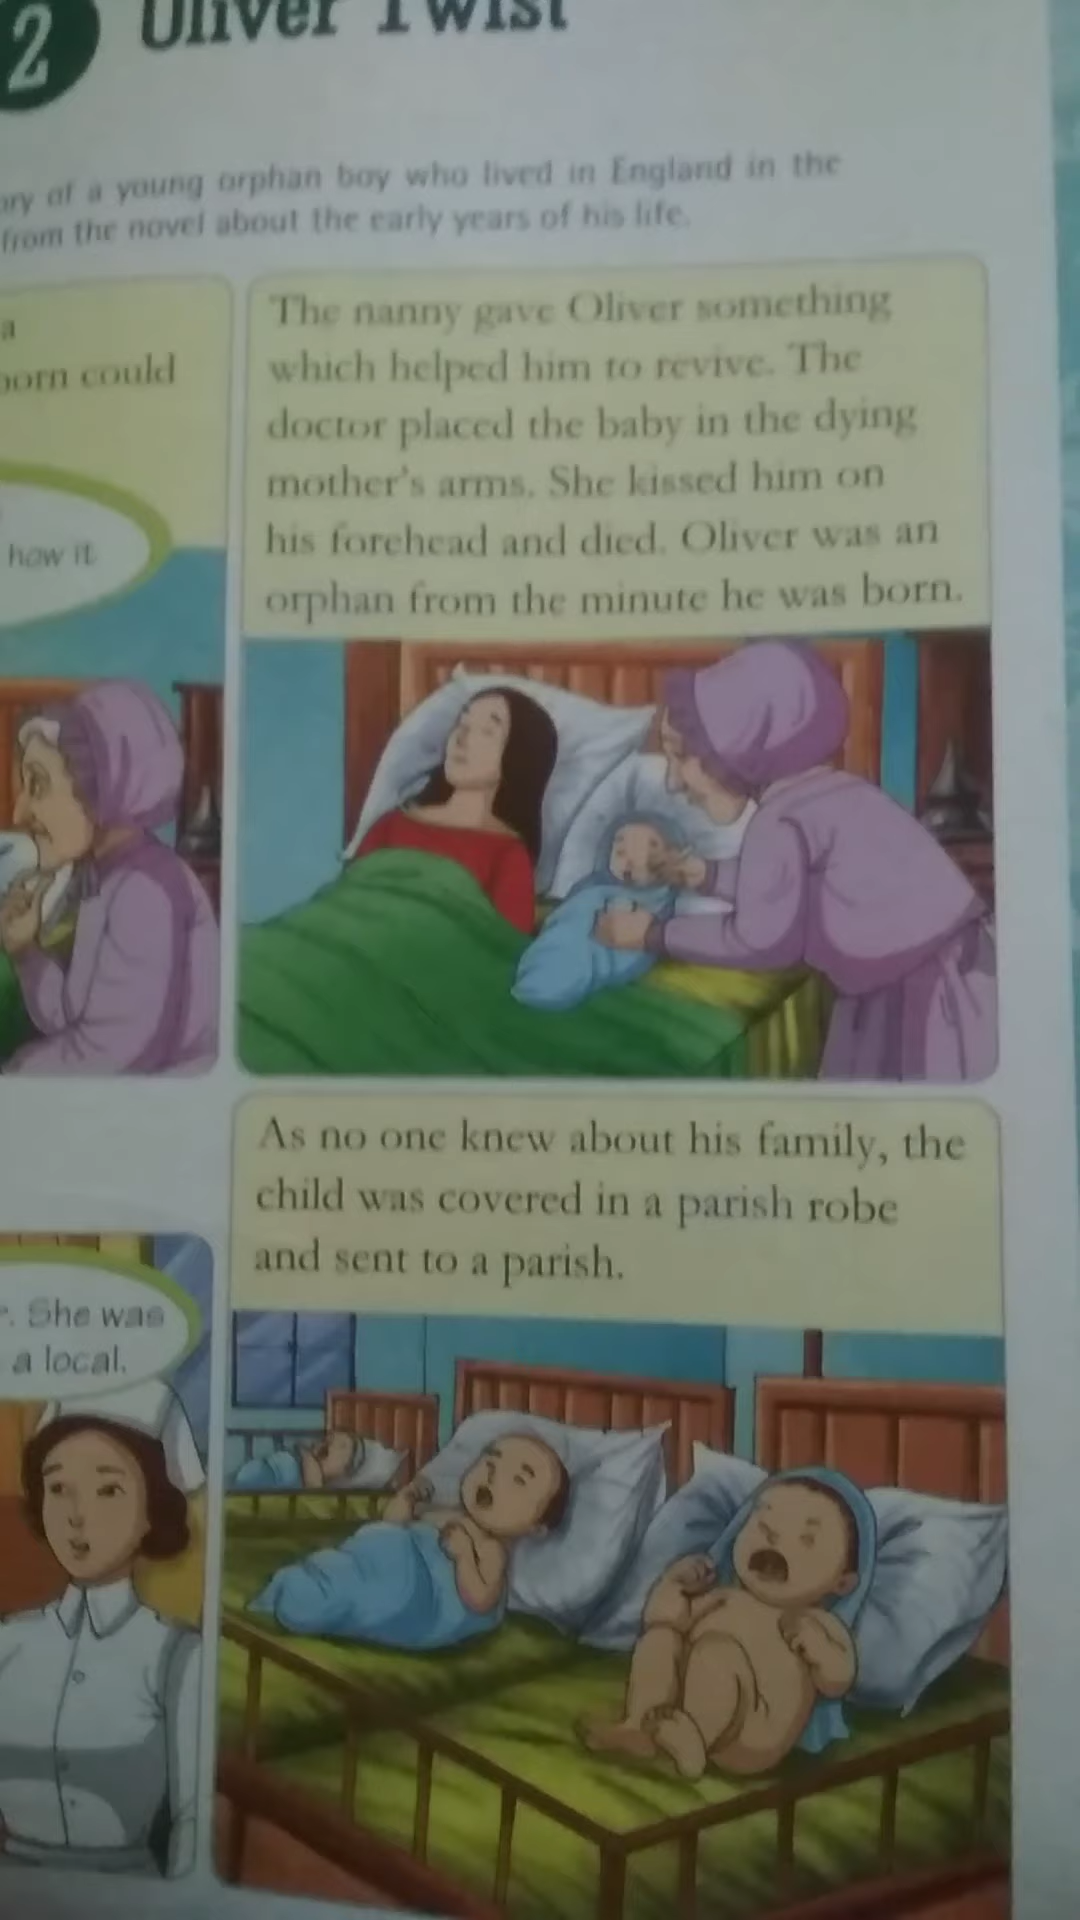 2 Oliver Twist
ory of a young orphan boy who lived in England in the
from the novel about the early years of his life.
a
born could
how it
The nanny gave Oliver something
which helped him to revive. The
doctor placed the baby in the dying
mother's arms. She kissed him on
his forehead and died. Oliver was an
orphan from the minute he was born.
. She was
a local.
As no one knew about his family, the
child was covered in a parish robe
and sent to a parish.